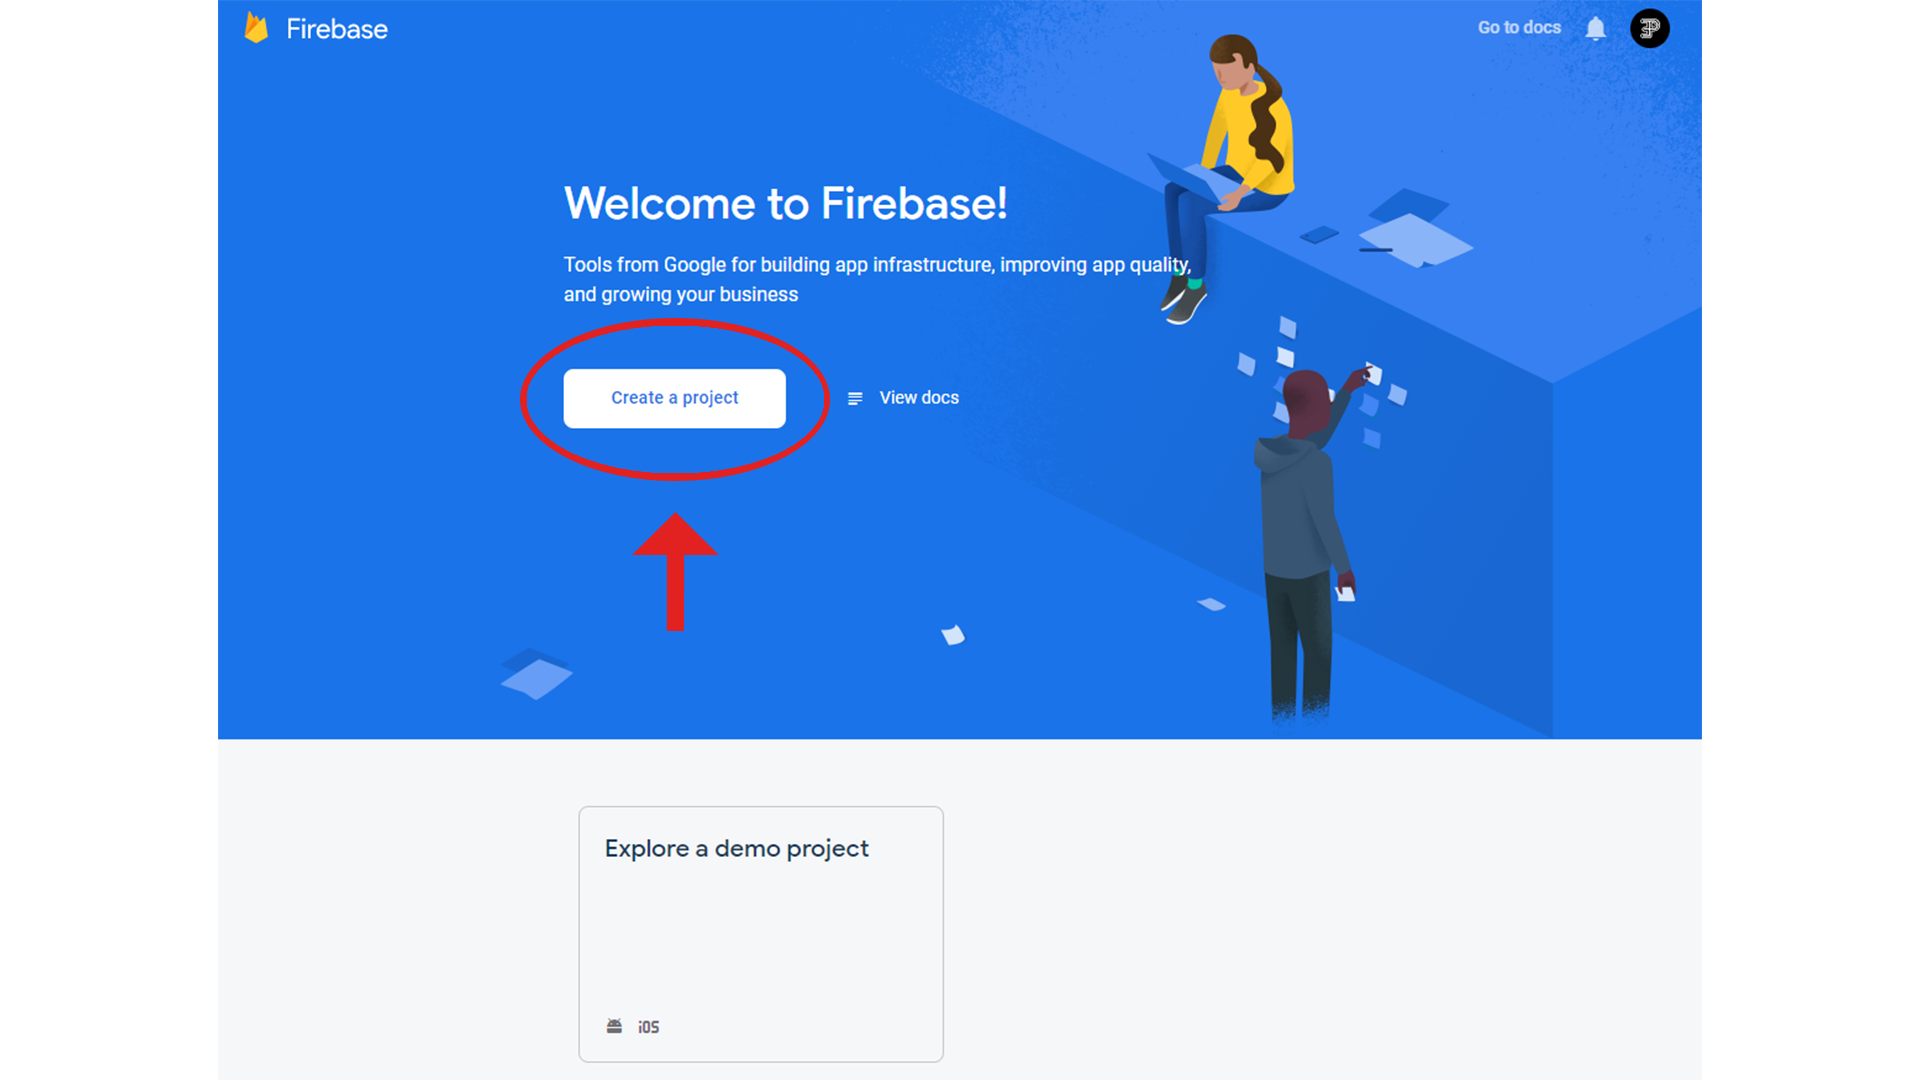 Firebase
Go to docs
Welcome to Firebase!
Tools from Google for building app infrastructure, improving app quality,
and growing your business
Create a project
View docs
Explore a demo project
iOS